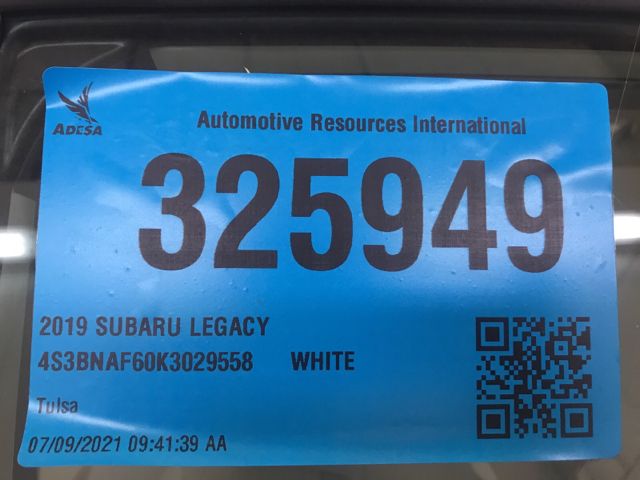 ADESA
Automotive Resources International
325949
2019 SUBARU LEGACY
4S3BNAF60K3029558 WHITE
Tulsa
07/09/2021 09:41:39 AA